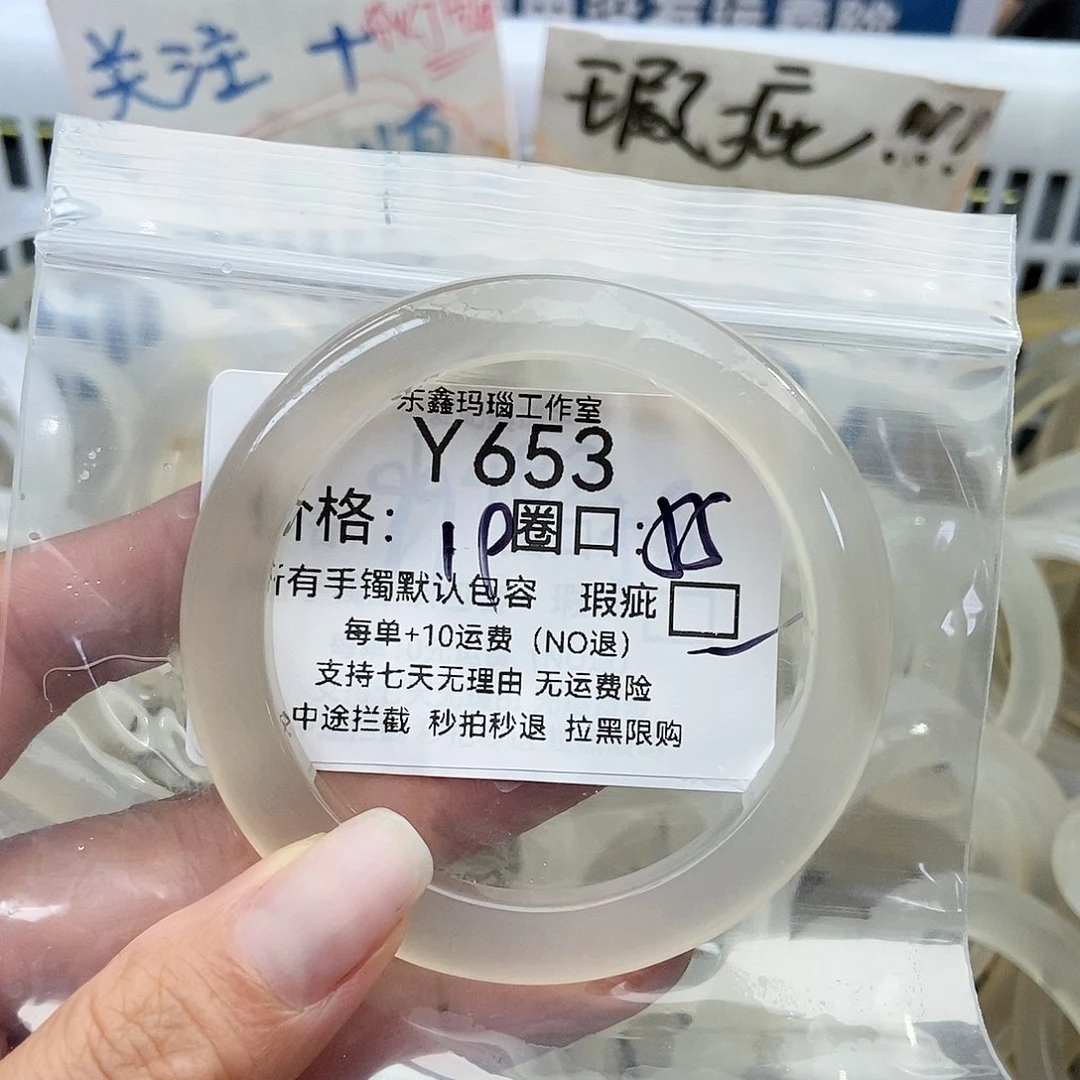 关注+
瑕疵!!!
乐鑫玛瑙工作室
Y653
价格: 圈口: 55
所有手镯默认包容 瑕疵
每单+10运费（NO退）
支持七天无理由 无运费险
中途拦截 秒拍秒退 拉黑限购